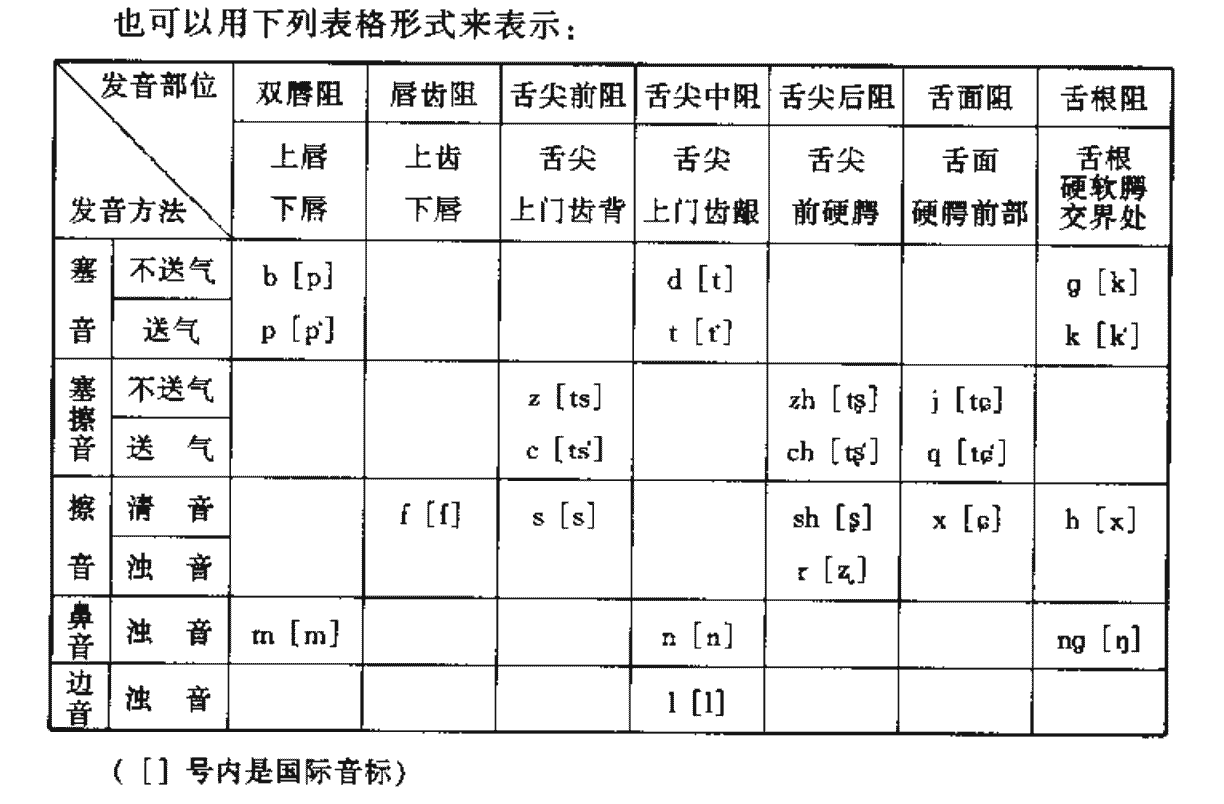 也可以用下列表格形式来表示：
发音部位 双唇阻 唇齿阻 舌尖前阻 舌尖中阻 舌尖后阻 舌面阻 舌根阻
上唇 上齿 舌尖 舌尖 舌尖 舌面 舌根
硬软腭
发音方法 下唇 下唇 上门齿背 上门齿龈 前硬腭 硬腭前部 交界处
塞 不送气 b [p] d [t] g [k]
音 送气 p [p‘] t [t‘] k [k‘]
塞擦音 不送气 z [ts] zh [tʂ] j [tɕ]
送 气 c [ts‘] ch [tʂ‘] q [tɕ‘]
擦 清 音 f [f] s [s] sh [ʂ] x [ɕ] h [x]
音 浊 音 r [ʐ]
鼻音 浊 音 m [m] n [n] ng [ŋ]
边音 浊 音 l [l]
（ [] 号内是国际音标）